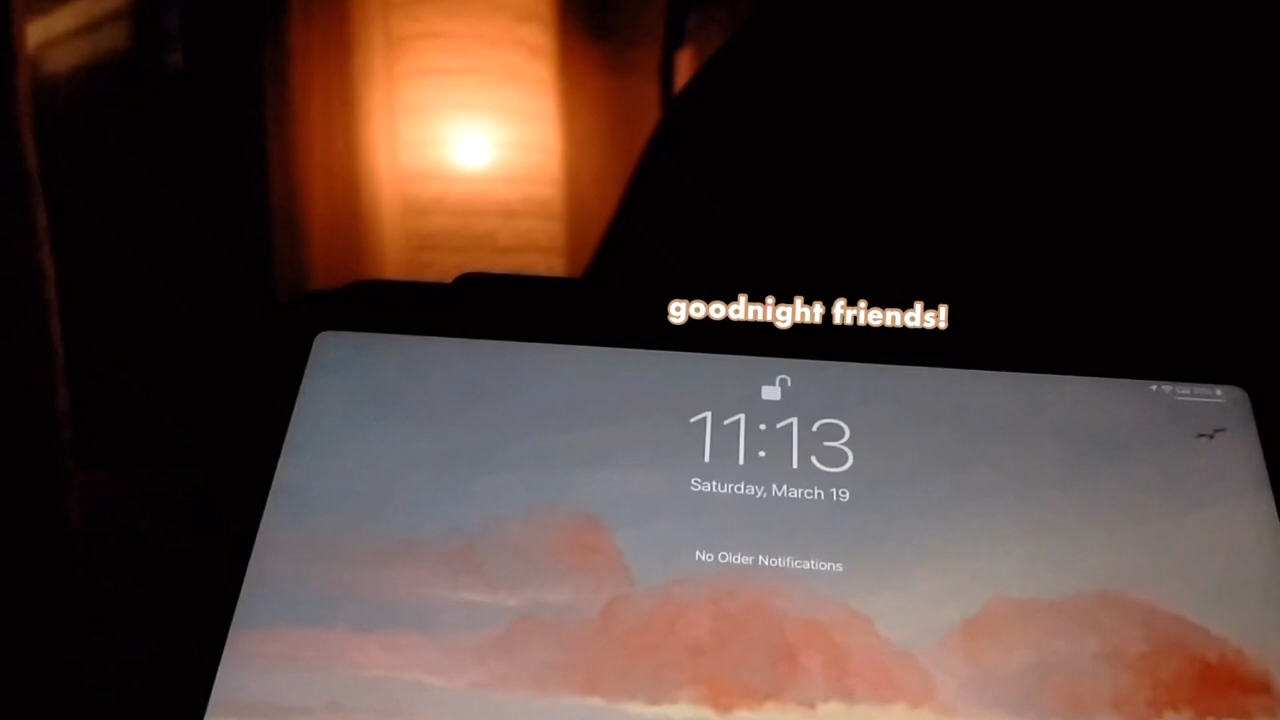 goodnight friends!
11:13
Saturday, March 19
No Older Notifications